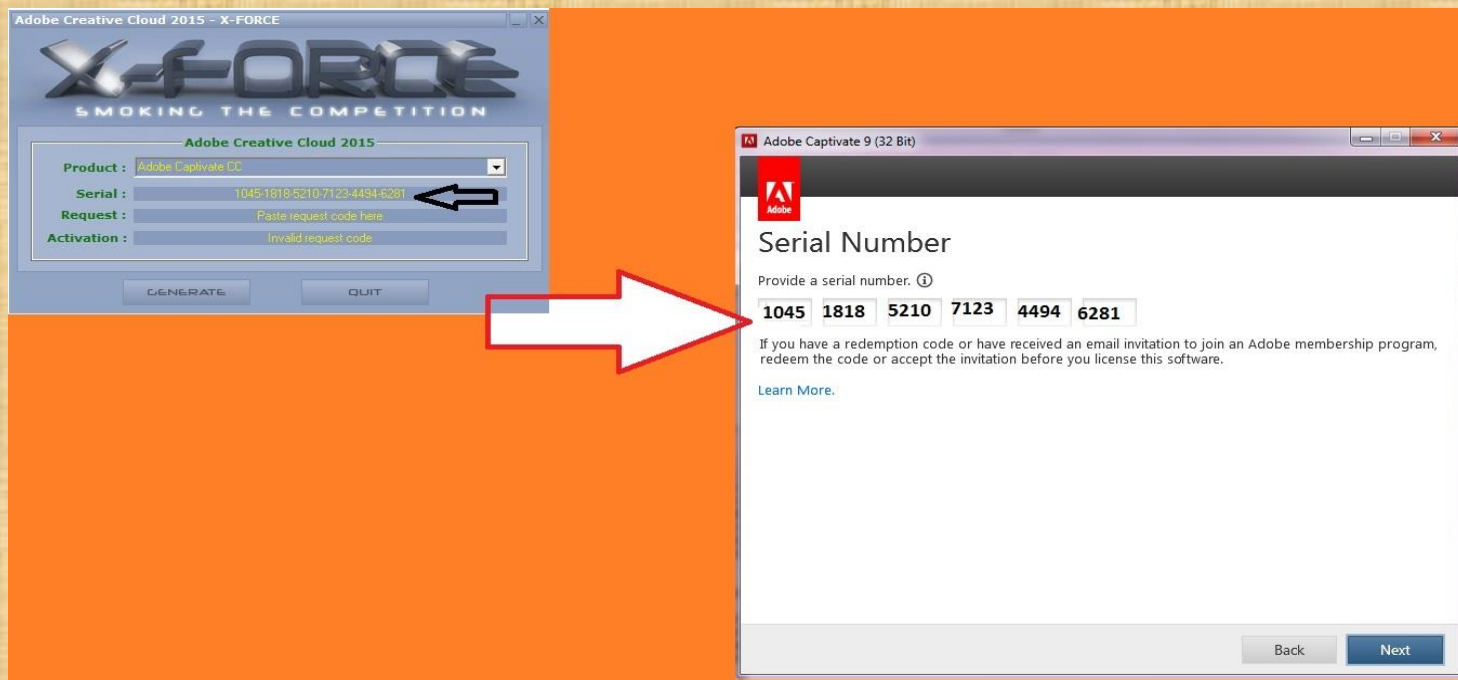 Adobe Creative Cloud 2015 - X-FORCE
X-FORCE
SMOKING THE COMPETITION
Adobe Creative Cloud 2015
Product : Adobe Captivate CC
Serial : 1045-1818-5210-7123-4494-6281
Request : Paste request code here
Activation : Invalid request code
GENERATE QUIT
Adobe Captivate 9 (32 Bit)
Adobe
Serial Number
Provide a serial number.
1045 1818 5210 7123 4494 6281
If you have a redemption code or have received an email invitation to join an Adobe membership program,
redeem the code or accept the invitation before you license this software.
Learn More.
Back Next